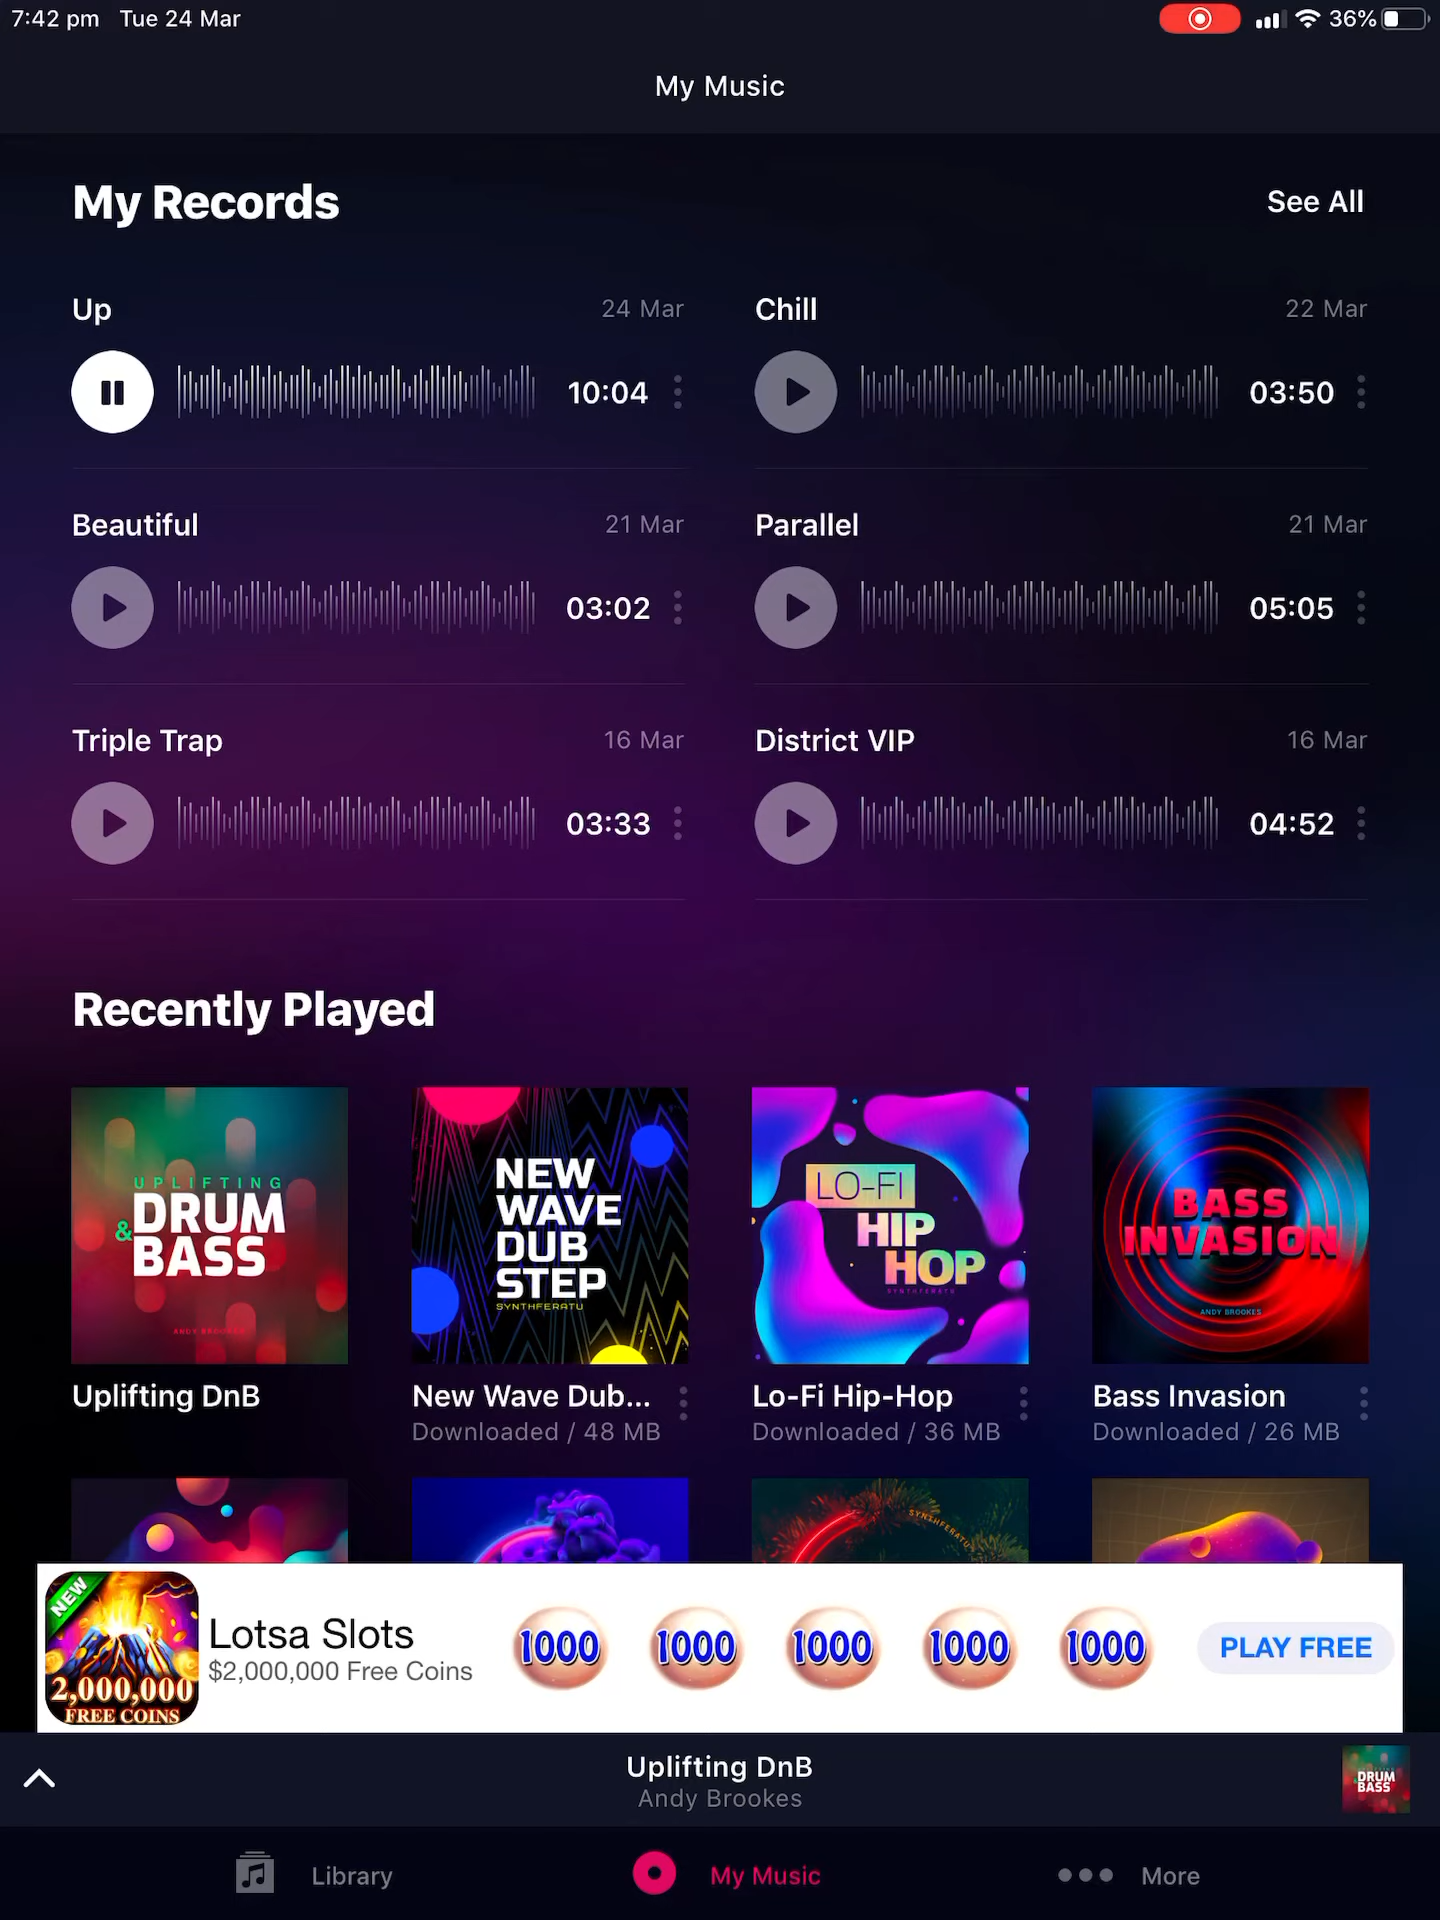 7:42 pm Tue 24 Mar 36%
My Music
My Records See All
Up 24 Mar
10:04
Chill 22 Mar
03:50
Beautiful 21 Mar
03:02
Parallel 21 Mar
05:05
Triple Trap 16 Mar
03:33
District VIP 16 Mar
04:52
Recently Played
UPLIFTING
DRUM
& BASS
ANDY BROOKES
NEW
WAVE
DUB
STEP
SYNTHFERATU
LO-FI
HIP
HOP
SYNTHFERATU
BASS
INVASION
ANDY BROOKES
Uplifting DnB
New Wave Dub...
Downloaded / 48 MB
Lo-Fi Hip-Hop
Downloaded / 36 MB
Bass Invasion
Downloaded / 26 MB
SYNTHFERATU
NEW
2,000,000
FREE COINS
Lotsa Slots
$2,000,000 Free Coins
1000 1000 1000 1000 1000
PLAY FREE
Uplifting DnB
Andy Brookes
DRUM
BASS
Library My Music More